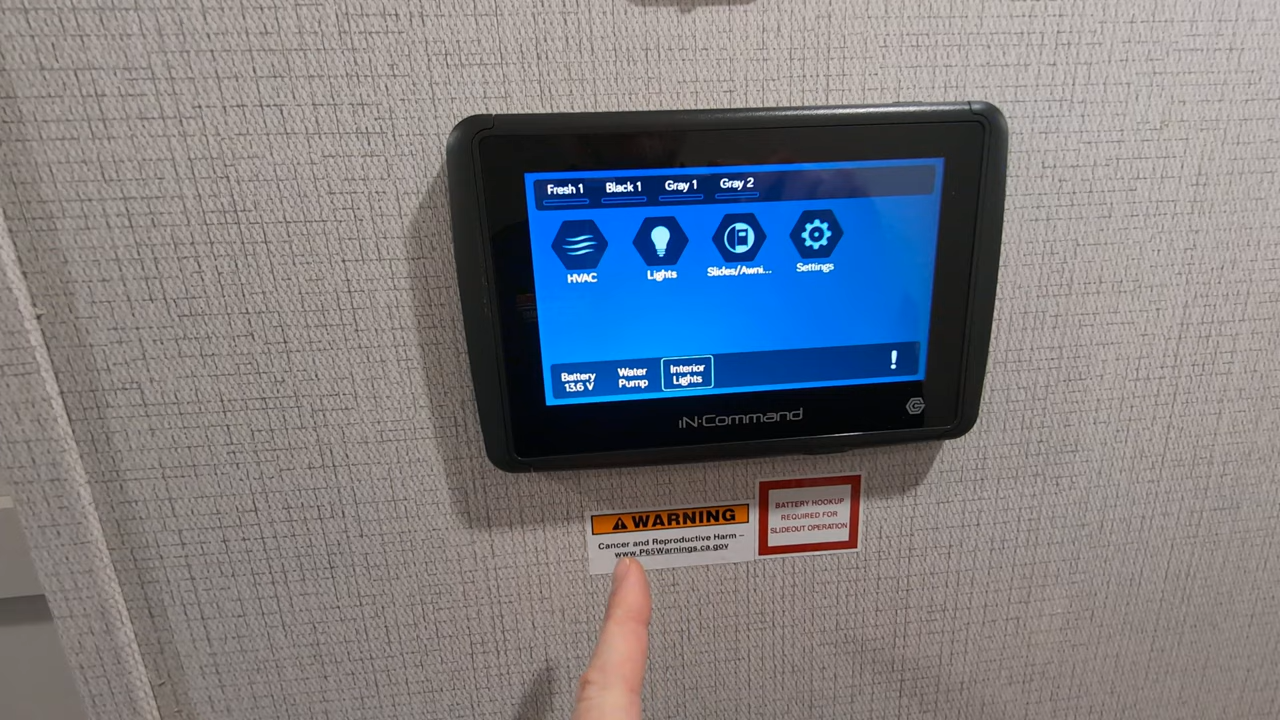 Fresh 1 Black 1 Gray 1 Gray 2
HVAC Lights Slides/Awni... Settings
Battery
13.6 V
Water
Pump
Interior
Lights
!
iN·Command
WARNING
Cancer and Reproductive Harm –
www.P65Warnings.ca.gov
BATTERY HOOKUP
REQUIRED FOR
SLIDEOUT OPERATION